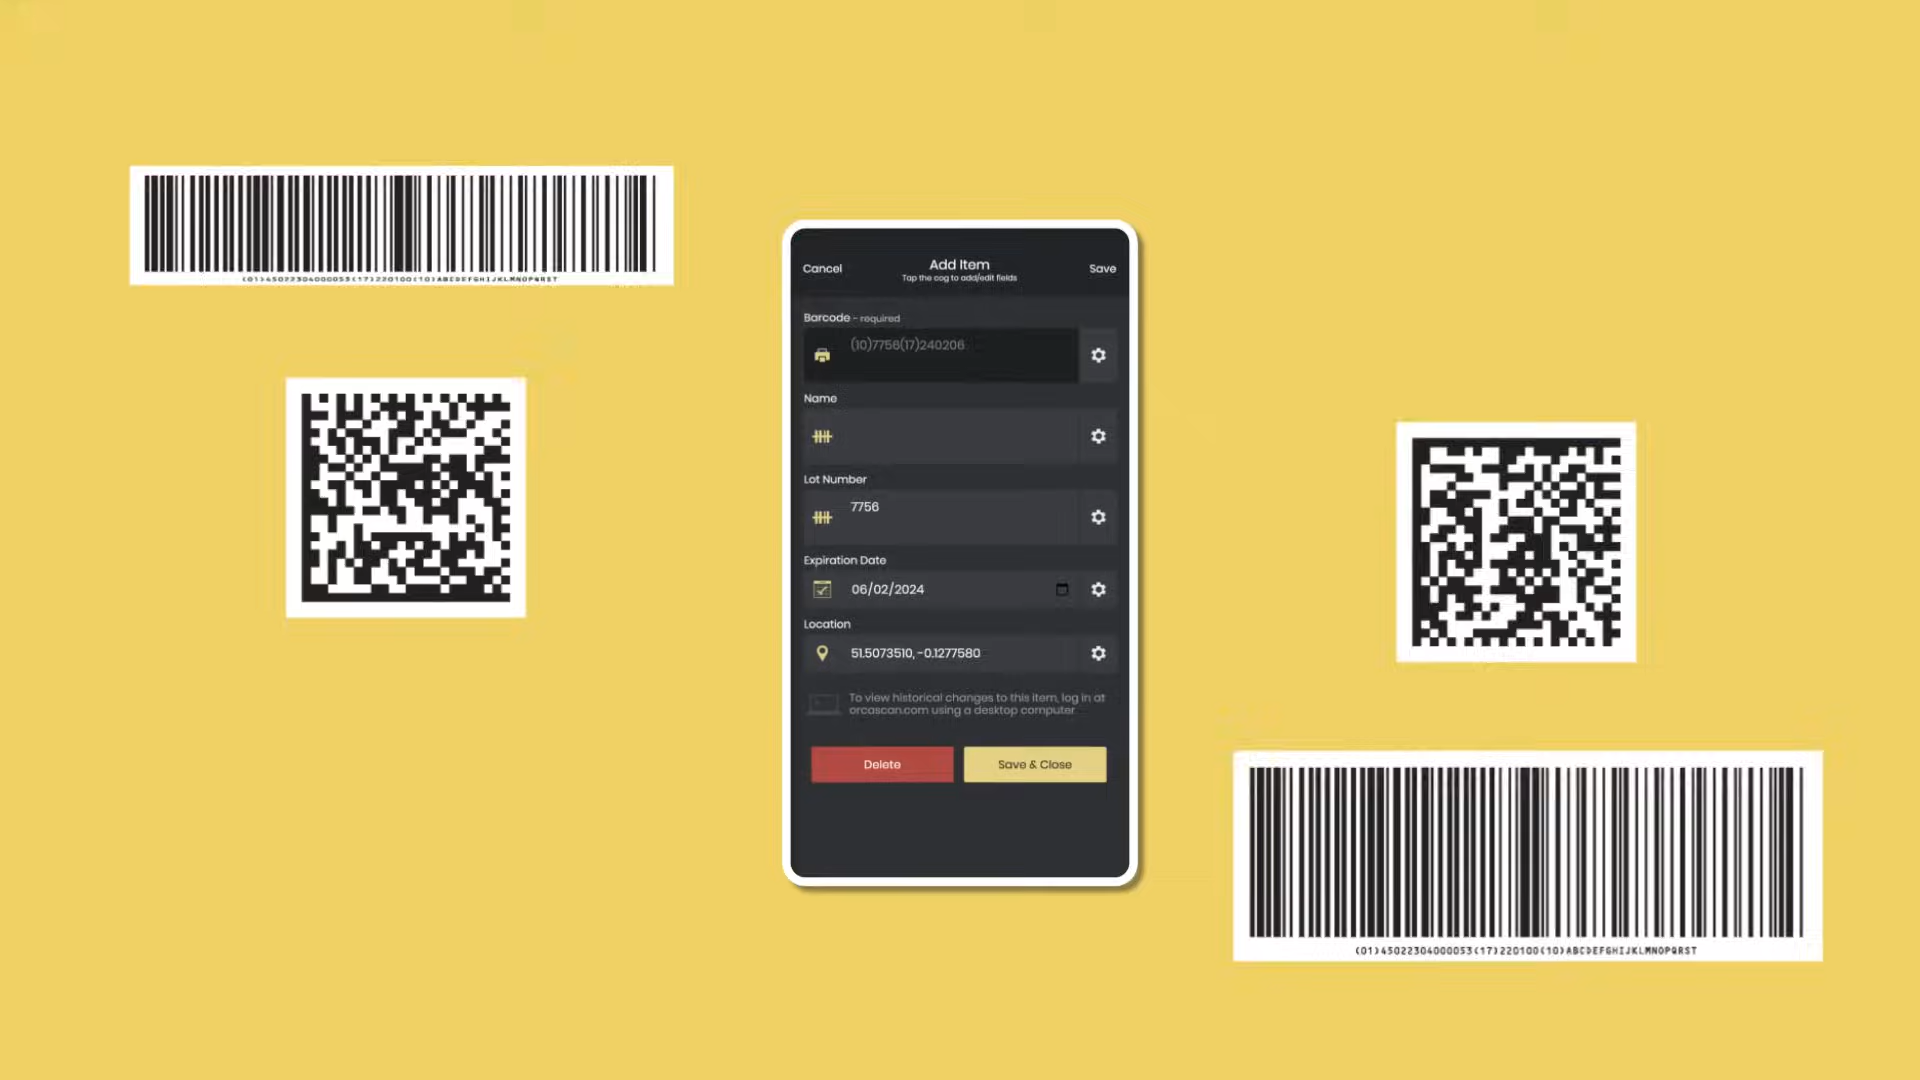 (01)45022304000053(17)220100(10)ABCDEFGHIJKLMNOPQRST
Cancel
Add Item
Save
Tap the cog to add/edit fields
Barcode - required
(10)7756(17)240206
Name
Lot Number
7756
Expiration Date
06/02/2024
Location
51.5073510, -0.1277580
To view historical changes to this item, log in at
orcascan.com using a desktop computer
Delete
Save & Close
(01)45022304000053(17)220100(10)ABCDEFGHIJKLMNOPQRST